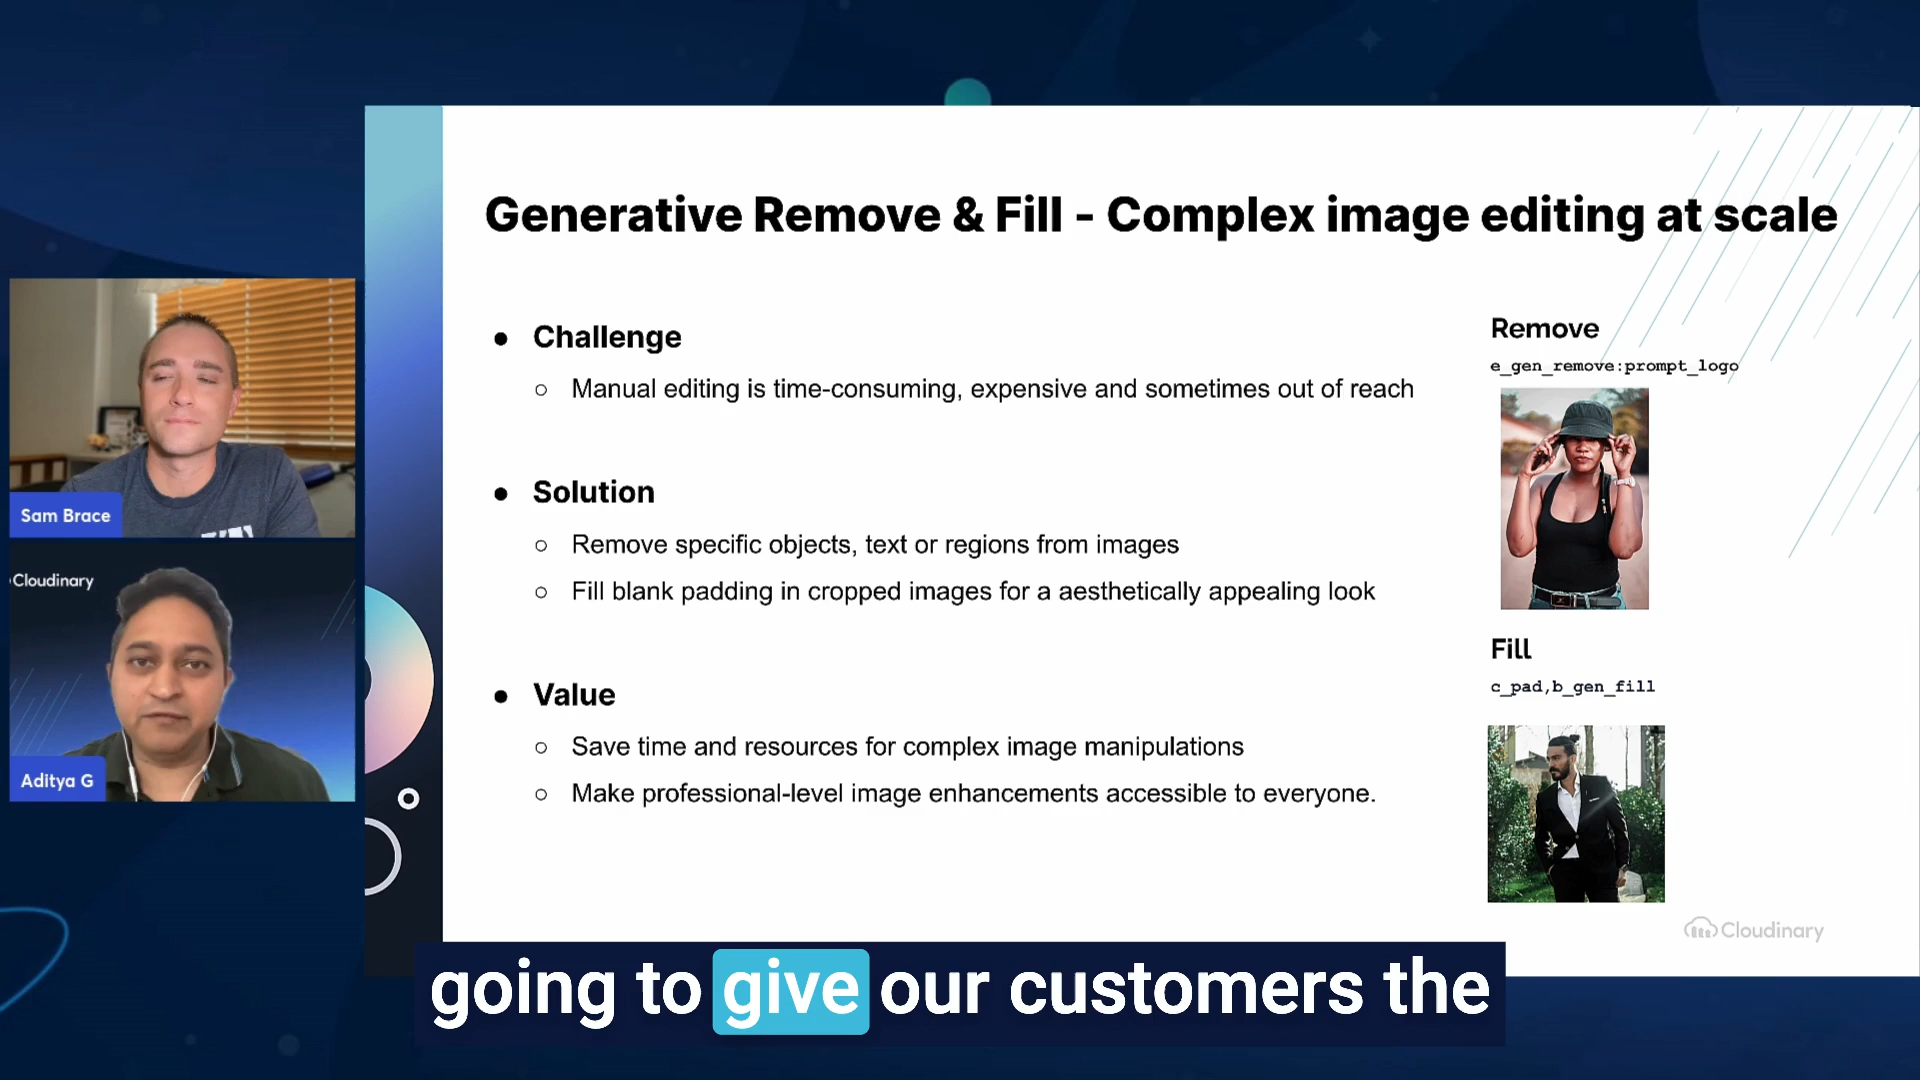 Generative Remove & Fill - Complex image editing at scale
● Challenge
○ Manual editing is time-consuming, expensive and sometimes out of reach
● Solution
○ Remove specific objects, text or regions from images
○ Fill blank padding in cropped images for a aesthetically appealing look
● Value
○ Save time and resources for complex image manipulations
○ Make professional-level image enhancements accessible to everyone.
Remove
e_gen_remove:prompt_logo
Fill
c_pad,b_gen_fill
Cloudinary
Sam Brace
Cloudinary
Aditya G
going to give our customers the